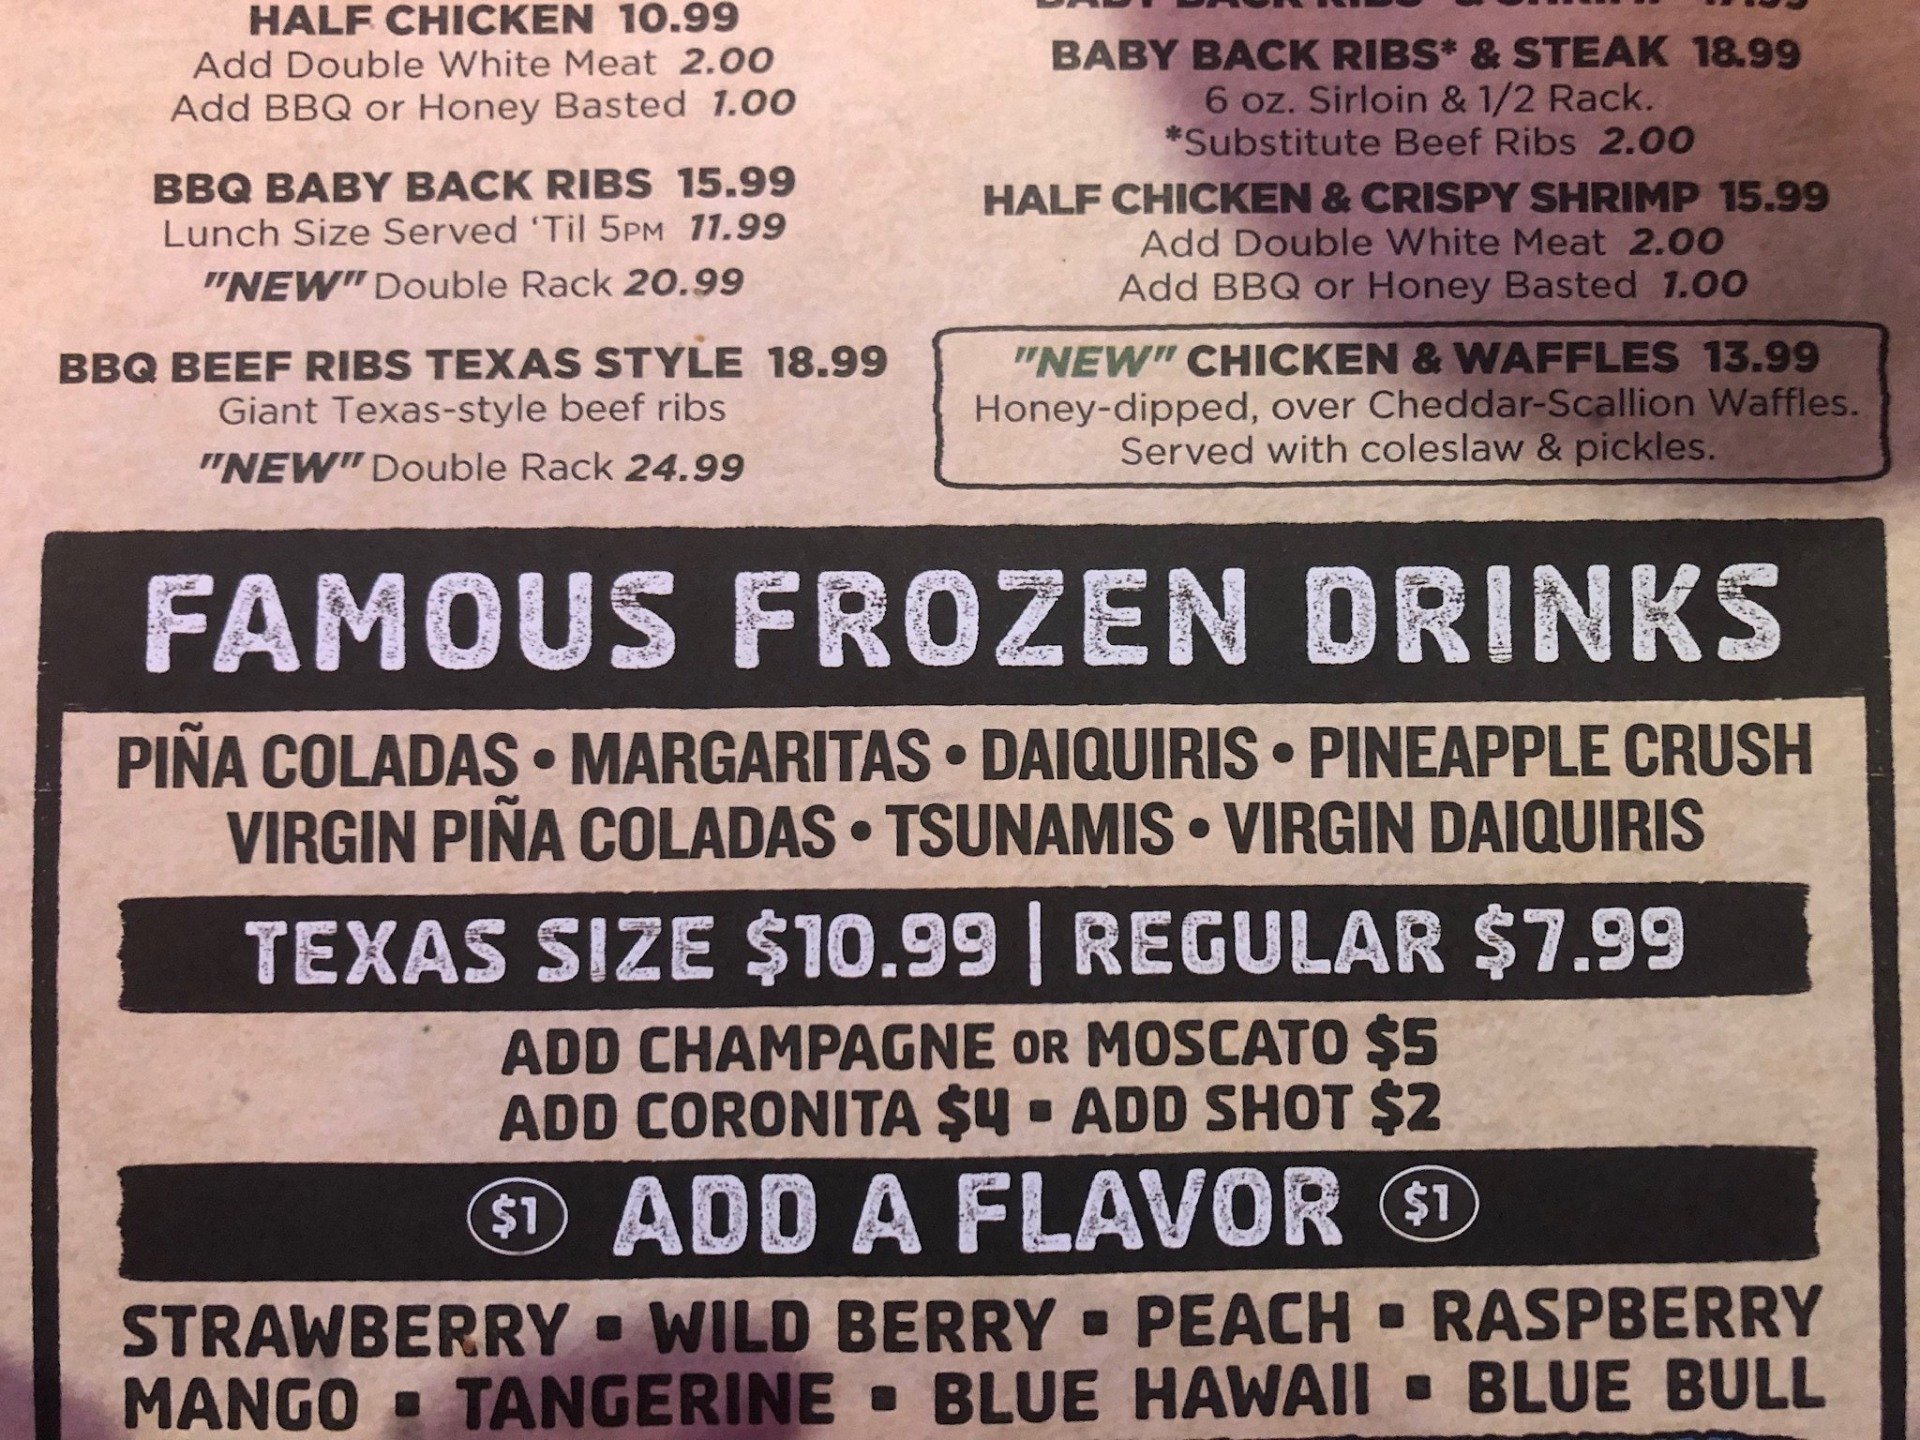 HALF CHICKEN 10.99
Add Double White Meat 2.00
Add BBQ or Honey Basted 1.00
BBQ BABY BACK RIBS 15.99
Lunch Size Served 'Til 5PM 11.99
"NEW" Double Rack 20.99
BBQ BEEF RIBS TEXAS STYLE 18.99
Giant Texas-style beef ribs
"NEW" Double Rack 24.99
BABY BACK RIBS* & SHRIMP 17.99
BABY BACK RIBS* & STEAK 18.99
6 oz. Sirloin & 1/2 Rack.
*Substitute Beef Ribs 2.00
HALF CHICKEN & CRISPY SHRIMP 15.99
Add Double White Meat 2.00
Add BBQ or Honey Basted 1.00
"NEW" CHICKEN & WAFFLES 13.99
Honey-dipped, over Cheddar-Scallion Waffles.
Served with coleslaw & pickles.
FAMOUS FROZEN DRINKS
PIÑA COLADAS • MARGARITAS • DAIQUIRIS • PINEAPPLE CRUSH
VIRGIN PIÑA COLADAS • TSUNAMIS • VIRGIN DAIQUIRIS
TEXAS SIZE $10.99 | REGULAR $7.99
ADD CHAMPAGNE OR MOSCATO $5
ADD CORONITA $4 ▪ ADD SHOT $2
$1 ADD A FLAVOR $1
STRAWBERRY ▪ WILD BERRY ▪ PEACH ▪ RASPBERRY
MANGO ▪ TANGERINE ▪ BLUE HAWAII ▪ BLUE BULL